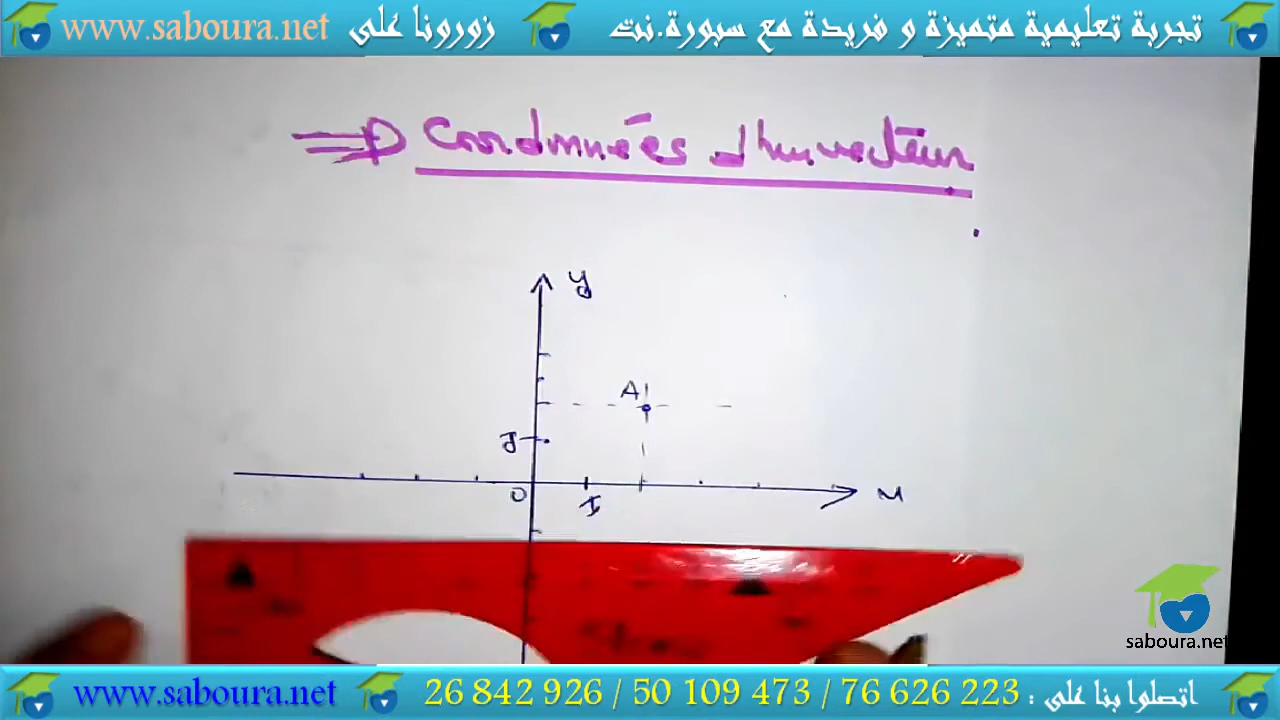 www.saboura.net زورونا على تجربة تعليمية متميزة و فريدة مع سبورة.نت
=> Coordonnées d'un vecteur
y
A
J
O
I
x
saboura.net
www.saboura.net 26 842 926 / 50 109 473 / 76 626 223 : اتصلوا بنا على